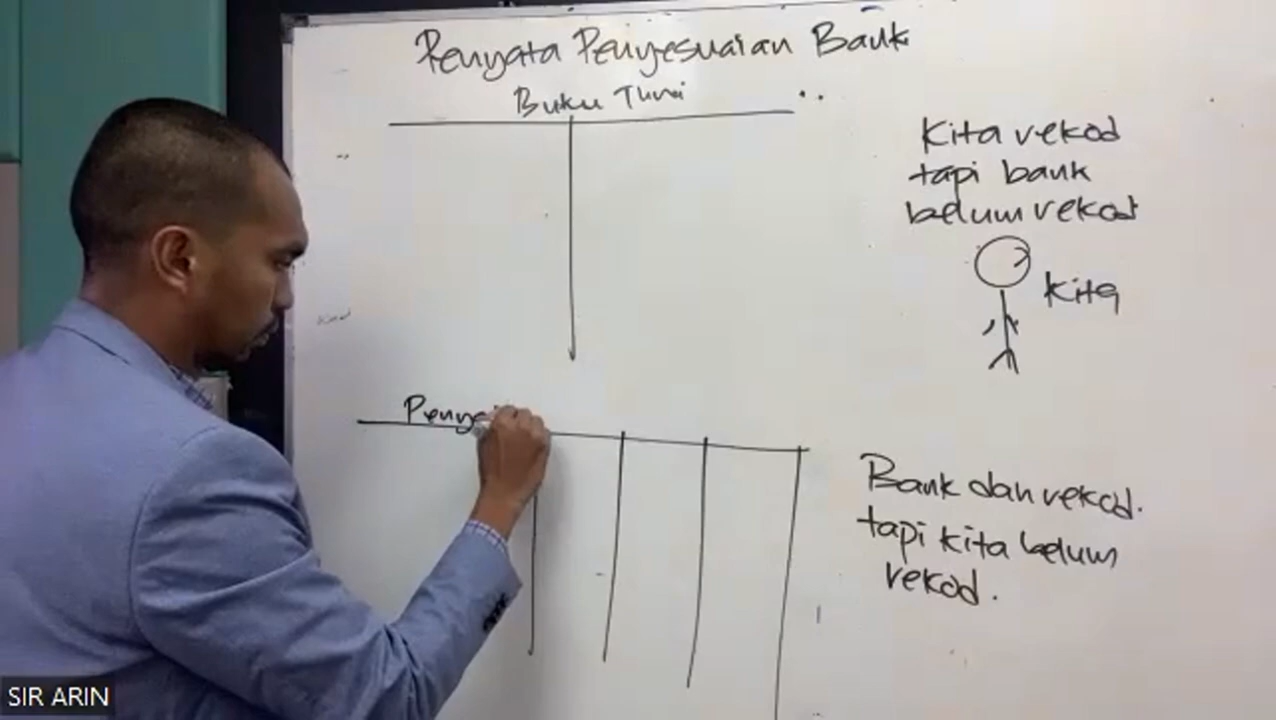 Penyata Penyesuaian Bank
Buku Tunai
Kita rekod
tapi bank
belum rekod
Kita
Bank dah rekod.
tapi kita belum
rekod.
SIR ARIN